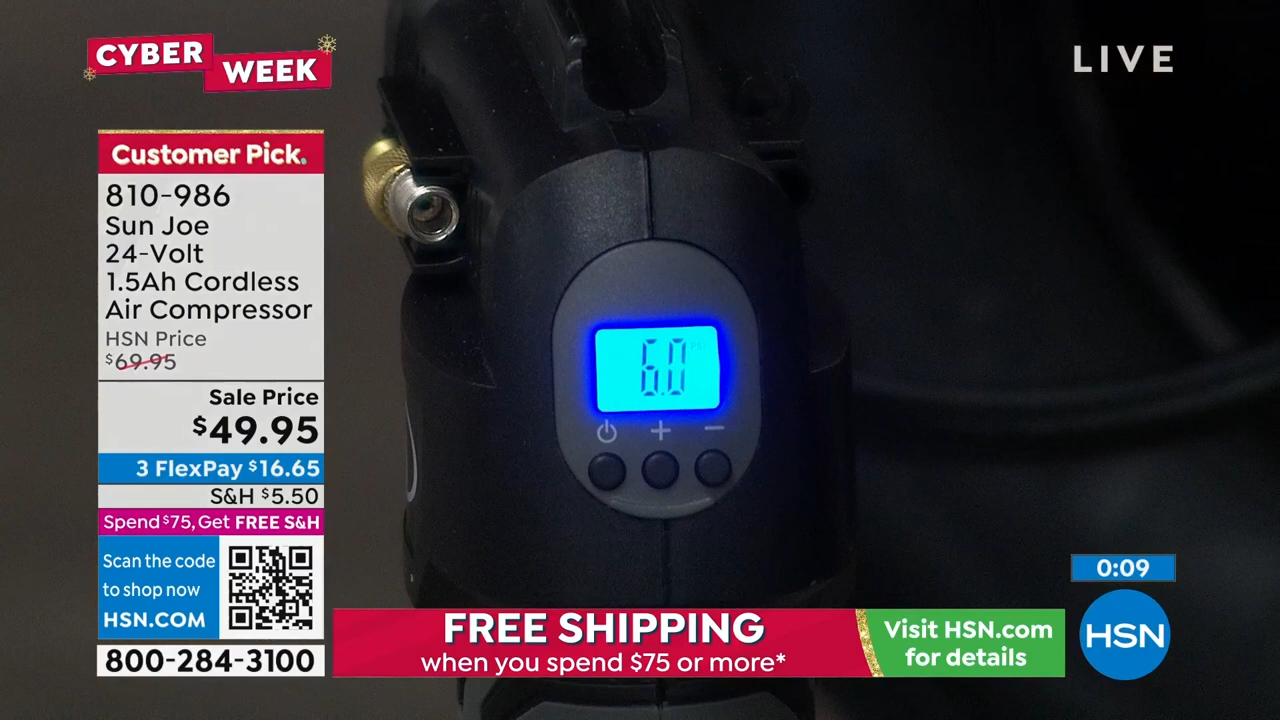 CYBER
WEEK
LIVE
Customer Pick.
810-986
Sun Joe
24-Volt
1.5Ah Cordless
Air Compressor
HSN Price
$69.95
Sale Price
$49.95
3 FlexPay $16.65
S&H $5.50
Spend $75, Get FREE S&H
Scan the code
to shop now
HSN.COM
800-284-3100
6.0 PSI
FREE SHIPPING
when you spend $75 or more*
Visit HSN.com
for details
0:09
HSN